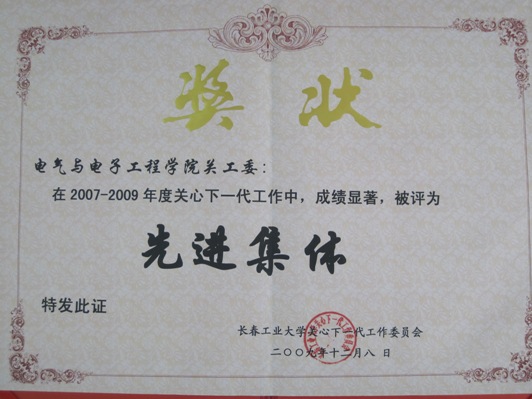 奖状
电气与电子工程学院关工委:
在2007-2009年度关心下一代工作中，成绩显著，被评为
先进集体
特发此证
长春工业大学关心下一代工作委员会
二〇〇九年十二月八日